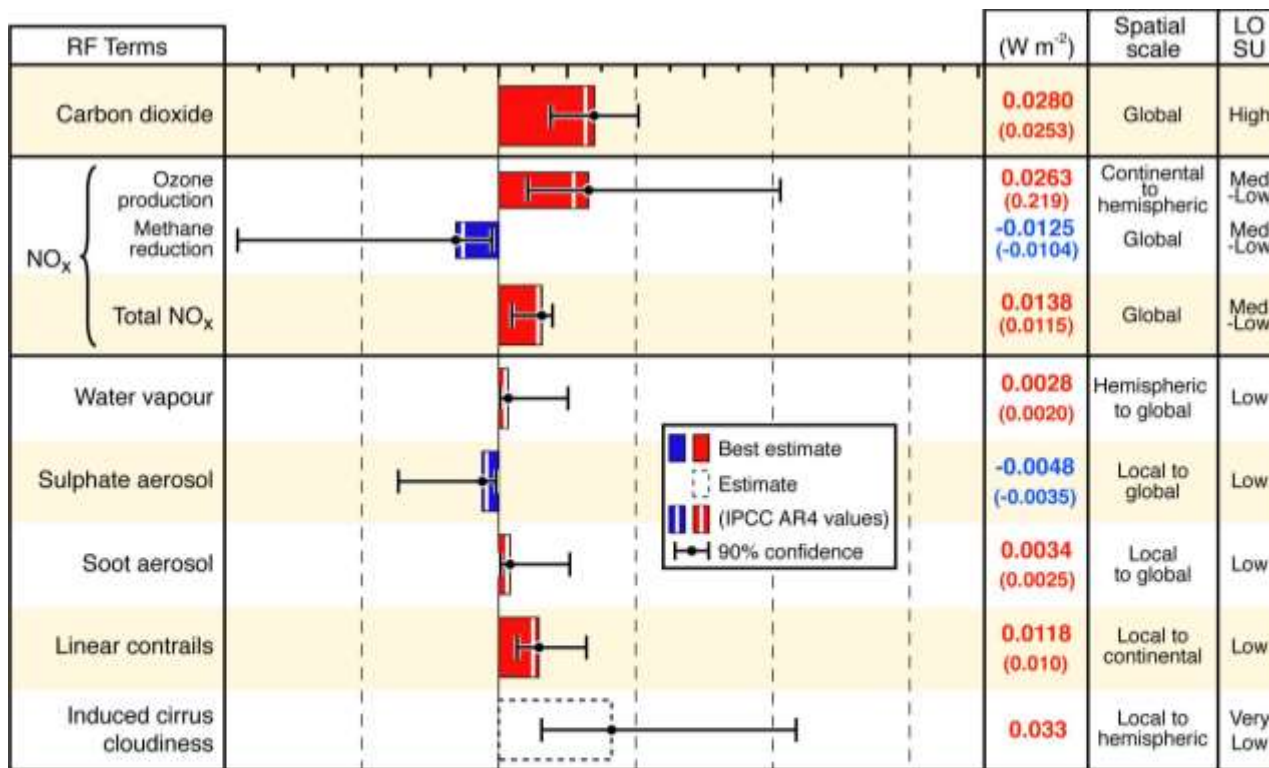 RF Terms
(W m⁻²)
Spatial
scale
LO
SU
Carbon dioxide
0.0280
(0.0253)
Global
High
NOx
Ozone
production
0.0263
(0.219)
Continental
to
hemispheric
Med
-Low
Methane
reduction
-0.0125
(-0.0104)
Global
Med
-Low
Total NOx
0.0138
(0.0115)
Global
Med
-Low
Water vapour
0.0028
(0.0020)
Hemispheric
to global
Low
Sulphate aerosol
-0.0048
(-0.0035)
Local to
global
Low
Soot aerosol
0.0034
(0.0025)
Local
to global
Low
Linear contrails
0.0118
(0.010)
Local to
continental
Low
Induced cirrus
cloudiness
0.033
Local to
hemispheric
Very
Low
Best estimate
Estimate
(IPCC AR4 values)
90% confidence